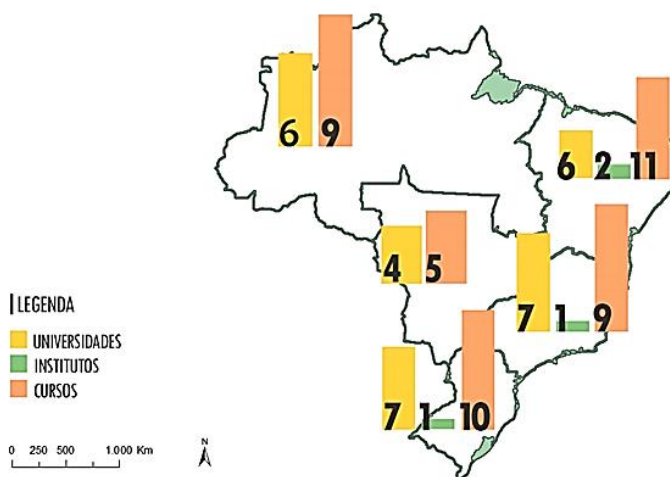 6 9
6 2 11
4 5
7 1 9
LEGENDA
UNIVERSIDADES
INSTITUTOS
CURSOS
7 1 10
0 250 500 1.000 Km
N